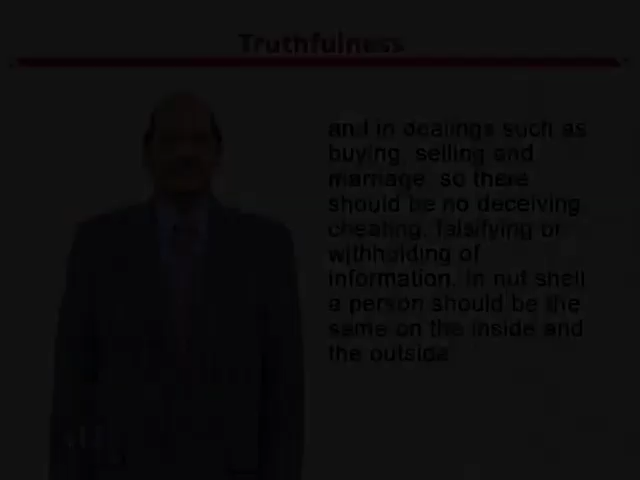 Truthfulness
and in dealings such as
buying, selling and
marriage, so there
should be no deceiving,
cheating, falsifying or
withholding of
information. In nut shell
a person should be the
same on the inside and
the outside